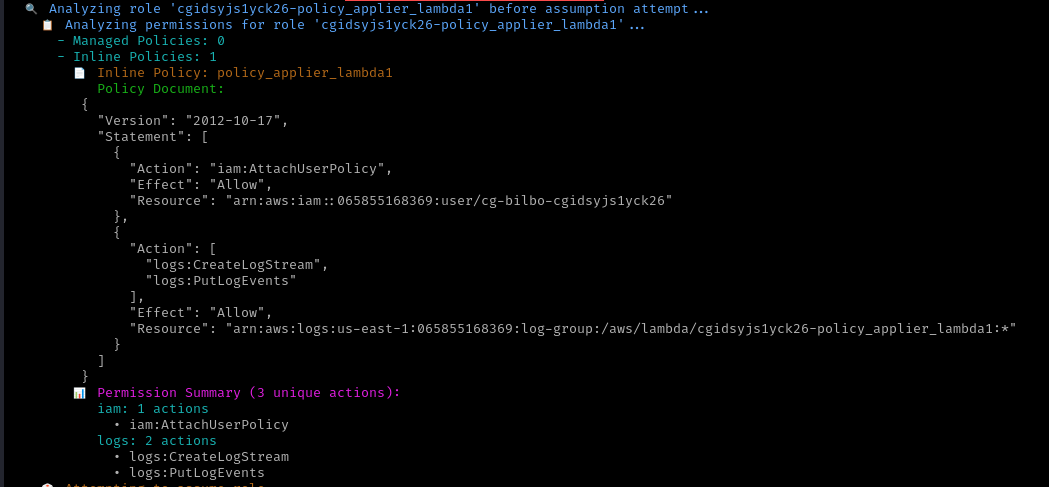 🔍 Analyzing role 'cgidsyjs1yck26-policy_applier_lambda1' before assumption attempt...
📋 Analyzing permissions for role 'cgidsyjs1yck26-policy_applier_lambda1'...
- Managed Policies: 0
- Inline Policies: 1
📄 Inline Policy: policy_applier_lambda1
Policy Document:
{
"Version": "2012-10-17",
"Statement": [
{
"Action": "iam:AttachUserPolicy",
"Effect": "Allow",
"Resource": "arn:aws:iam::065855168369:user/cg-bilbo-cgidsyjs1yck26"
},
{
"Action": [
"logs:CreateLogStream",
"logs:PutLogEvents"
],
"Effect": "Allow",
"Resource": "arn:aws:logs:us-east-1:065855168369:log-group:/aws/lambda/cgidsyjs1yck26-policy_applier_lambda1:*"
}
]
}
📊 Permission Summary (3 unique actions):
iam: 1 actions
• iam:AttachUserPolicy
logs: 2 actions
• logs:CreateLogStream
• logs:PutLogEvents
Attempting to assume role